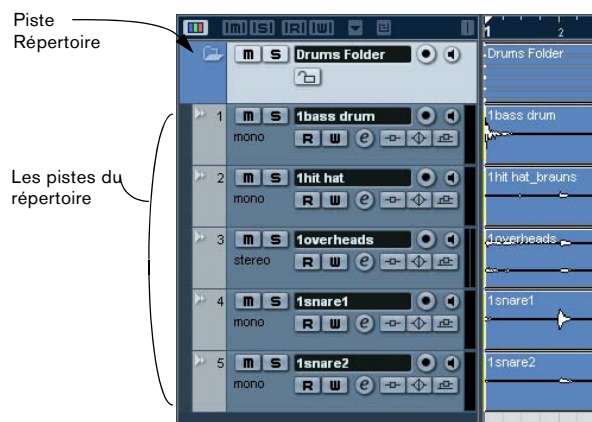 Piste
Répertoire
Les pistes du
répertoire
m S R W
1 2
m S Drums Folder
Drums Folder
1 m S 1bass drum
mono R W e
1bass drum
2 m S 1hit hat
mono R W e
1hit hat_brauns
3 m S 1overheads
stereo R W e
1overheads
4 m S 1snare1
mono R W e
1snare1
5 m S 1snare2
mono R W e
1snare2